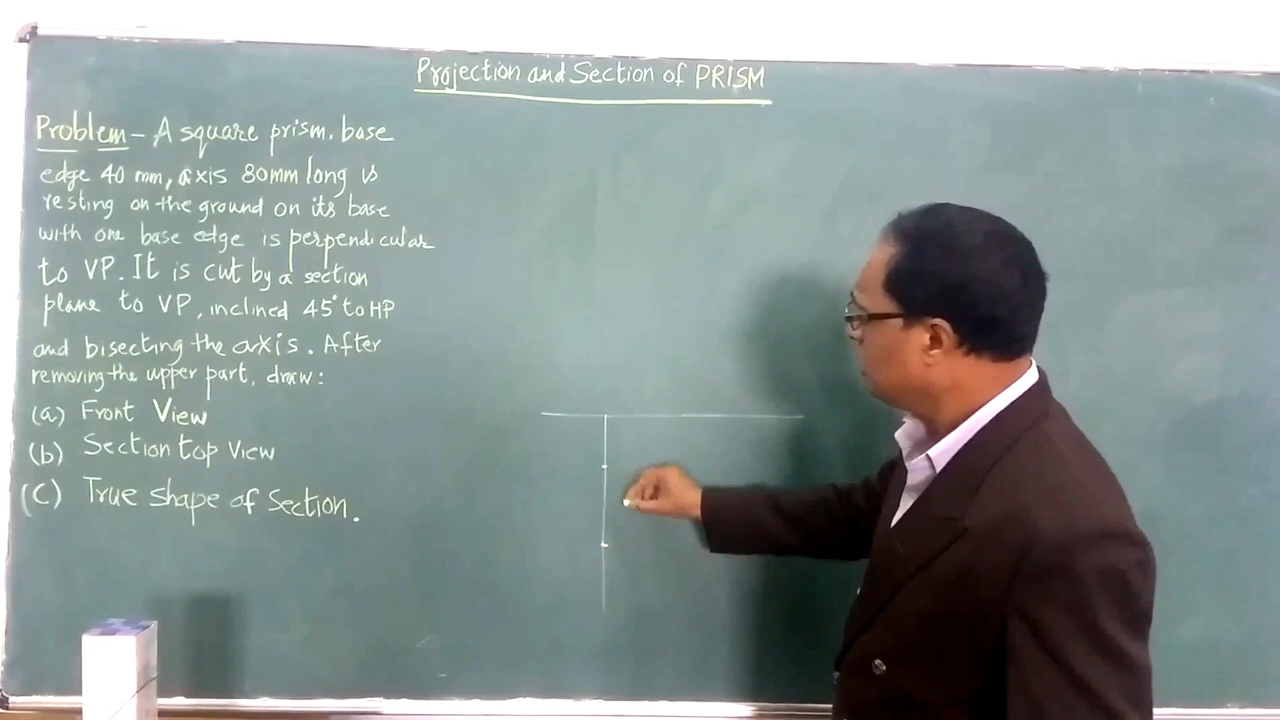 Projection and Section of PRISM
Problem - A square prism. base
edge 40 mm, axis 80mm long is
resting on the ground on its base
with one base edge is perpendicular
to VP. It is cut by a section
plane to VP, inclined 45° to HP
and bisecting the axis. After
removing the upper part, draw:
(a) Front View
(b) Section top View
(C) True shape of Section.